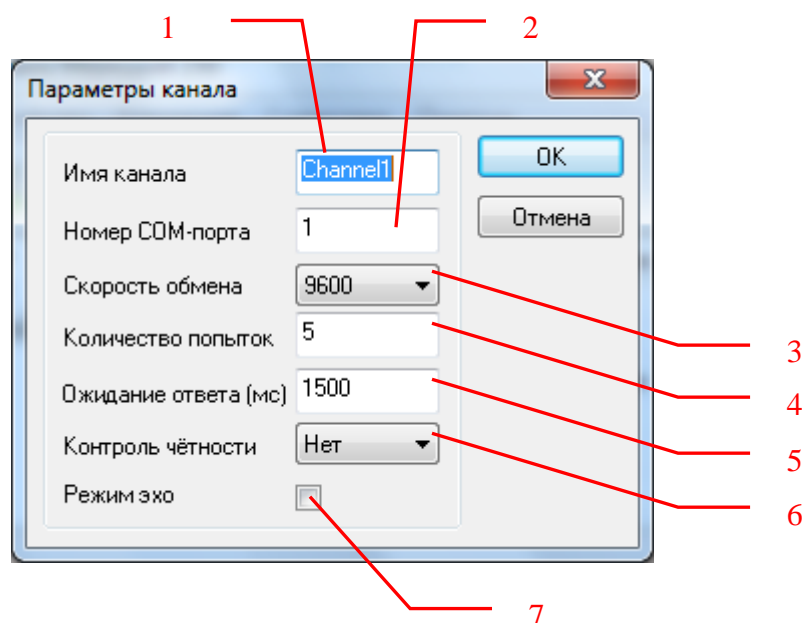 1 2
Параметры канала
Имя канала Channel1 OK
Номер COM-порта 1 Отмена
Скорость обмена 9600
Количество попыток 5 3
Ожидание ответа (мс) 1500 4
Контроль чётности Нет 5
Режим эхо 6
7